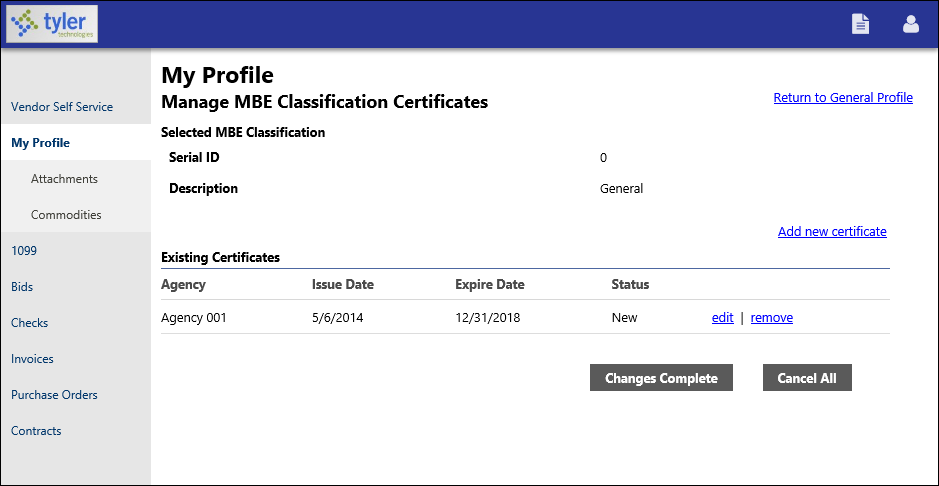 tyler
technologies
My Profile
Manage MBE Classification Certificates
Return to General Profile
Vendor Self Service
My Profile
Attachments
Commodities
1099
Bids
Checks
Invoices
Purchase Orders
Contracts
Selected MBE Classification
Serial ID 0
Description General
Add new certificate
Existing Certificates
Agency Issue Date Expire Date Status
Agency 001 5/6/2014 12/31/2018 New edit | remove
Changes Complete Cancel All